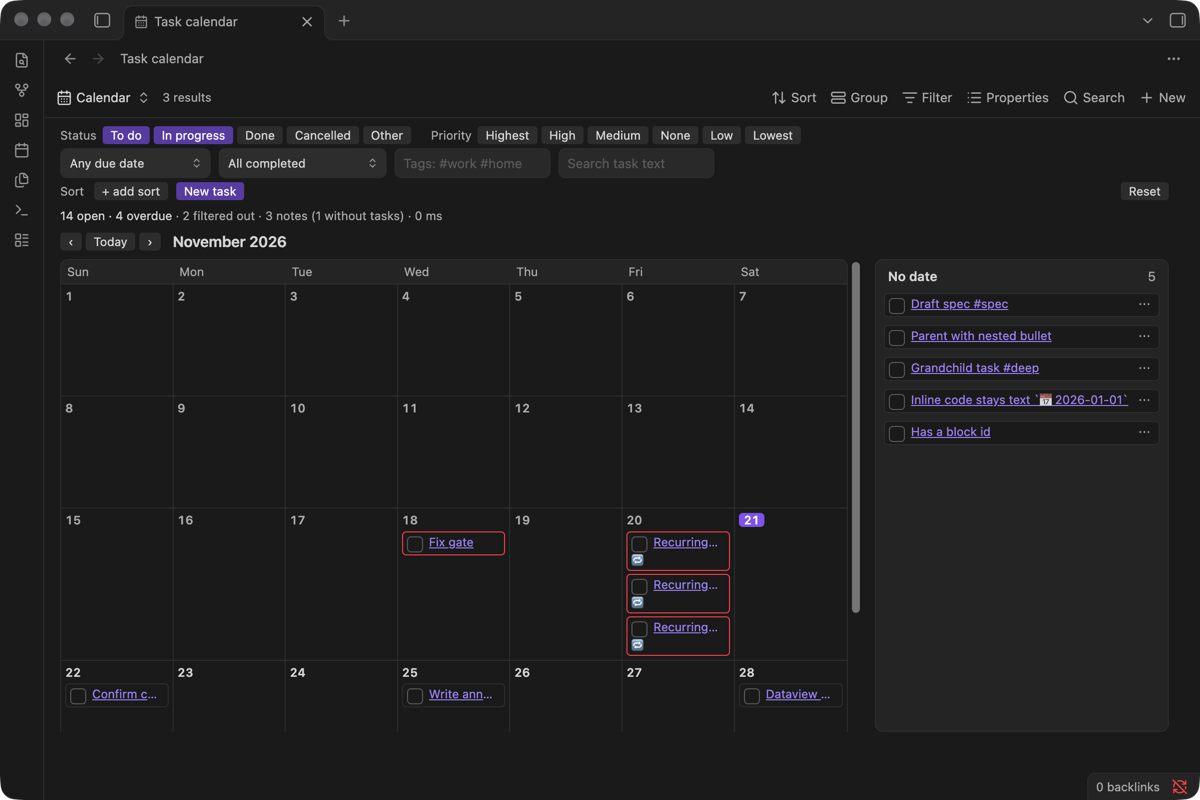 Task calendar
Task calendar
Calendar 3 results Sort Group Filter Properties Search New
Status To do In progress Done Cancelled Other Priority Highest High Medium None Low Lowest
Any due date All completed Tags: #work #home Search task text
Sort + add sort New task Reset
14 open · 4 overdue · 2 filtered out · 3 notes (1 without tasks) · 0 ms
‹ Today › November 2026
Sun Mon Tue Wed Thu Fri Sat
1 2 3 4 5 6 7
8 9 10 11 12 13 14
15 16 17 18 19 20 21
Fix gate Recurring...
Recurring...
Recurring...
22 23 24 25 26 27 28
Confirm c... Write ann... Dataview ...
No date 5
Draft spec #spec ...
Parent with nested bullet ...
Grandchild task #deep ...
Inline code stays text `📅 2026-01-01` ...
Has a block id ...
0 backlinks